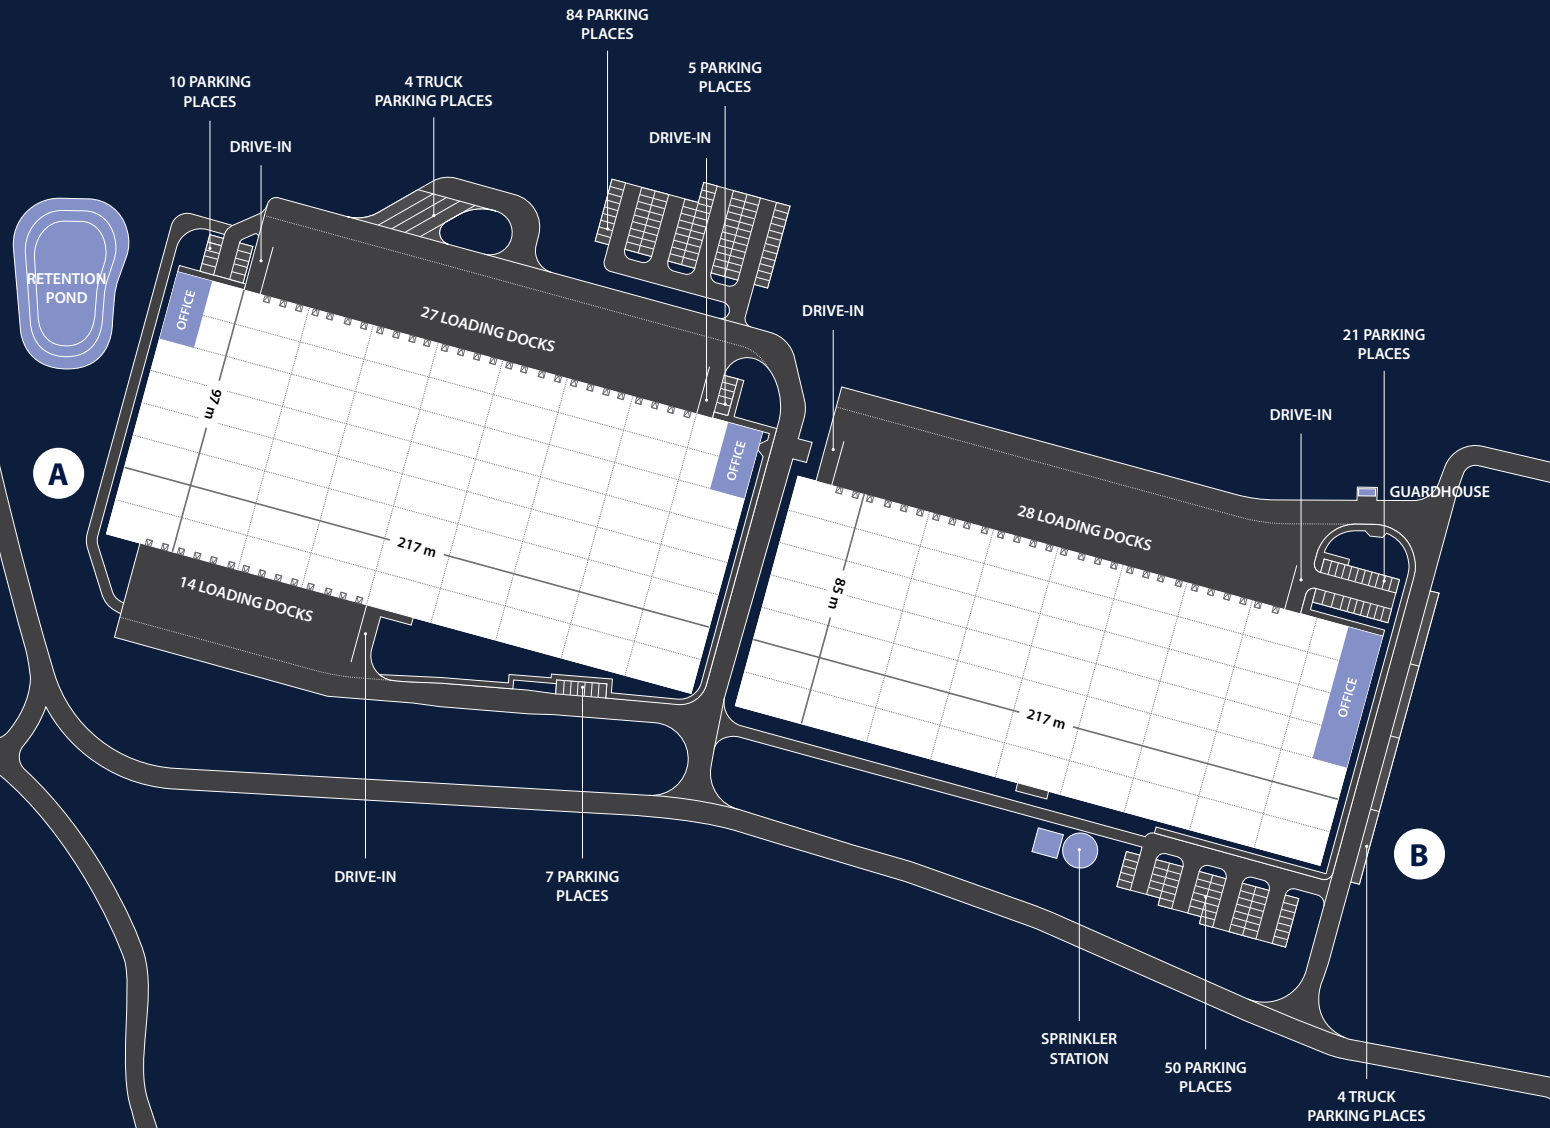 84 PARKING
PLACES
5 PARKING
PLACES
10 PARKING
PLACES
4 TRUCK
PARKING PLACES
DRIVE-IN
DRIVE-IN
RETENTION
POND
OFFICE
27 LOADING DOCKS
DRIVE-IN
21 PARKING
PLACES
97 m
DRIVE-IN
OFFICE
A
GUARDHOUSE
28 LOADING DOCKS
217 m
85 m
14 LOADING DOCKS
OFFICE
217 m
B
DRIVE-IN
7 PARKING
PLACES
SPRINKLER
STATION
50 PARKING
PLACES
4 TRUCK
PARKING PLACES